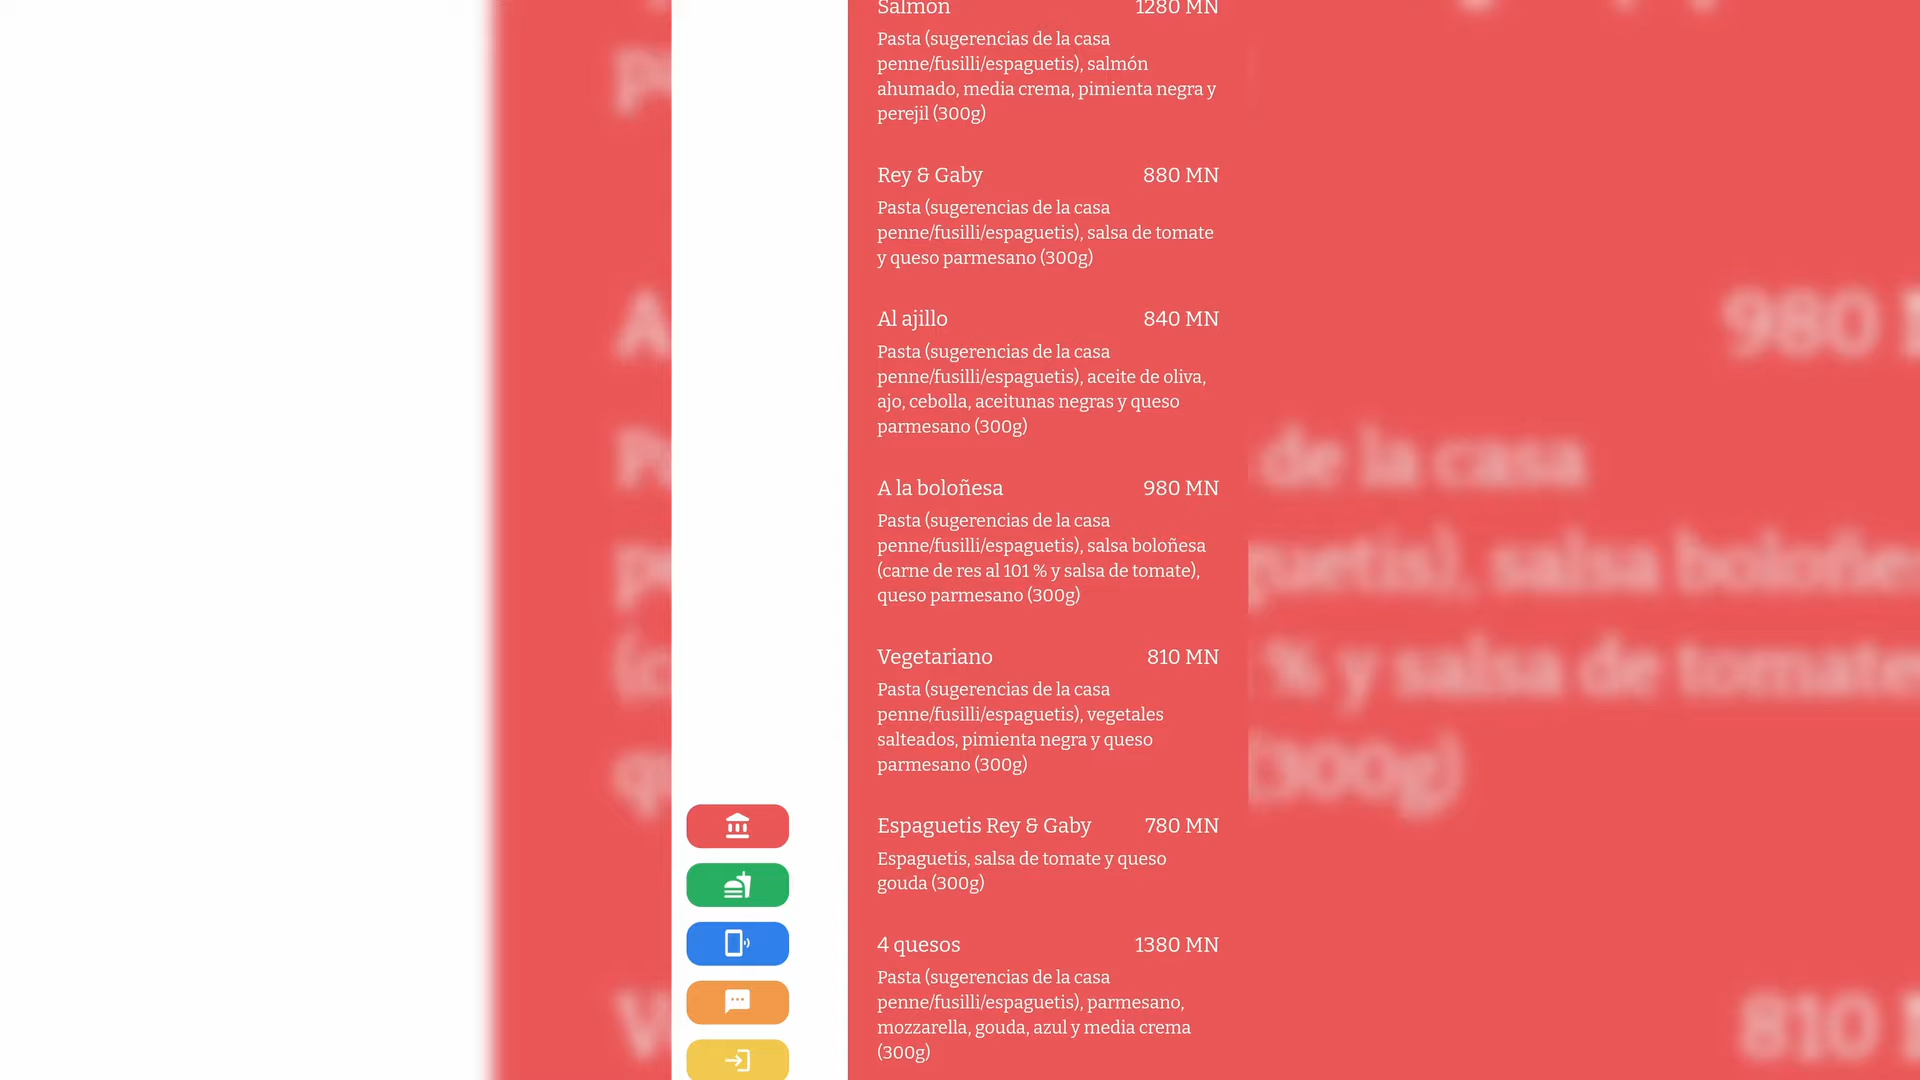 Salmón 1280 MN
Pasta (sugerencias de la casa
penne/fusilli/espaguetis), salmón
ahumado, media crema, pimienta negra y
perejil (300g)
Rey & Gaby 880 MN
Pasta (sugerencias de la casa
penne/fusilli/espaguetis), salsa de tomate
y queso parmesano (300g)
Al ajillo 840 MN
Pasta (sugerencias de la casa
penne/fusilli/espaguetis), aceite de oliva,
ajo, cebolla, aceitunas negras y queso
parmesano (300g)
A la boloñesa 980 MN
Pasta (sugerencias de la casa
penne/fusilli/espaguetis), salsa boloñesa
(carne de res al 101 % y salsa de tomate),
queso parmesano (300g)
Vegetariano 810 MN
Pasta (sugerencias de la casa
penne/fusilli/espaguetis), vegetales
salteados, pimienta negra y queso
parmesano (300g)
Espaguetis Rey & Gaby 780 MN
Espaguetis, salsa de tomate y queso
gouda (300g)
4 quesos 1380 MN
Pasta (sugerencias de la casa
penne/fusilli/espaguetis), parmesano,
mozzarella, gouda, azul y media crema
(300g)